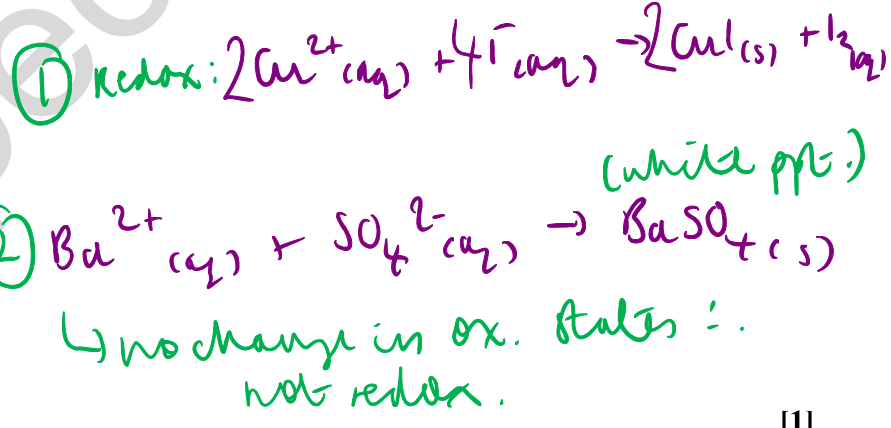 ① Redox: 2Cu²⁺(aq) + 4I⁻(aq) → 2CuI(s) + I₂(aq)
(white ppt.)
② Ba²⁺(aq) + SO₄²⁻(aq) → BaSO₄(s)
↳ no change in ox. states ∴
not redox.
[1]